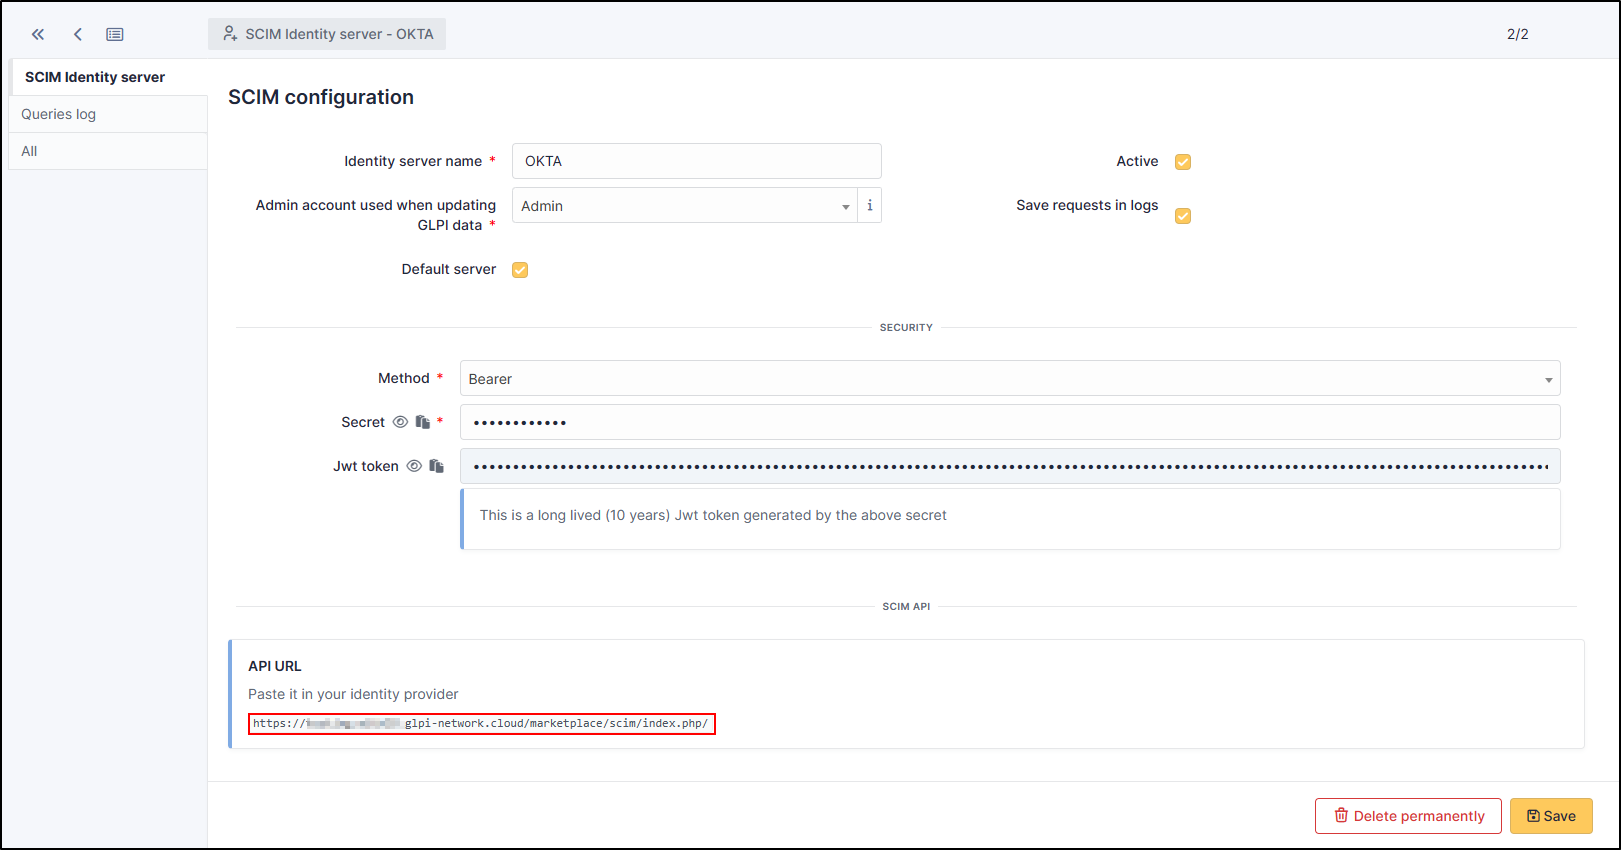 SCIM Identity server - OKTA
2/2
SCIM Identity server
Queries log
All
SCIM configuration
Identity server name *
OKTA
Active
Admin account used when updating
GLPI data *
Admin
i
Save requests in logs
Default server
SECURITY
Method *
Bearer
Secret *
••••••••••••
Jwt token
This is a long lived (10 years) Jwt token generated by the above secret
SCIM API
API URL
Paste it in your identity provider
https:// glpi-network.cloud/marketplace/scim/index.php/
Delete permanently
Save